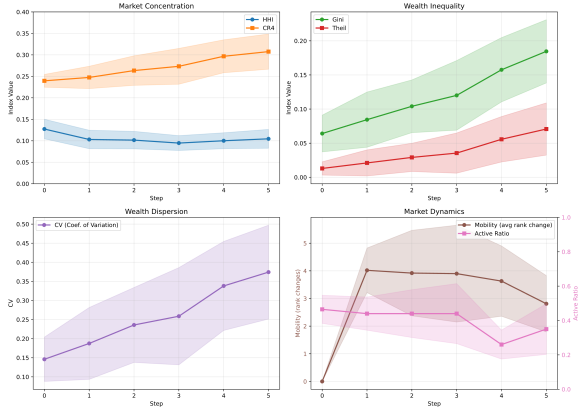 Market Concentration
0.40
0.35
0.30
0.25
0.20
0.15
0.10
0.05
0.00
Index Value
0 1 2 3 4 5
Step
HHI
CR4
Wealth Inequality
0.20
0.15
0.10
0.05
0.00
Index Value
0 1 2 3 4 5
Step
Gini
Theil
Wealth Dispersion
0.50
0.45
0.40
0.35
0.30
0.25
0.20
0.15
0.10
CV
0 1 2 3 4 5
Step
CV (Coef. of Variation)
Market Dynamics
5
4
3
2
1
0
Mobility (rank changes)
0 1 2 3 4 5
Step
Mobility (avg rank change)
Active Ratio
1.0
0.8
0.6
0.4
0.2
0.0
Active Ratio